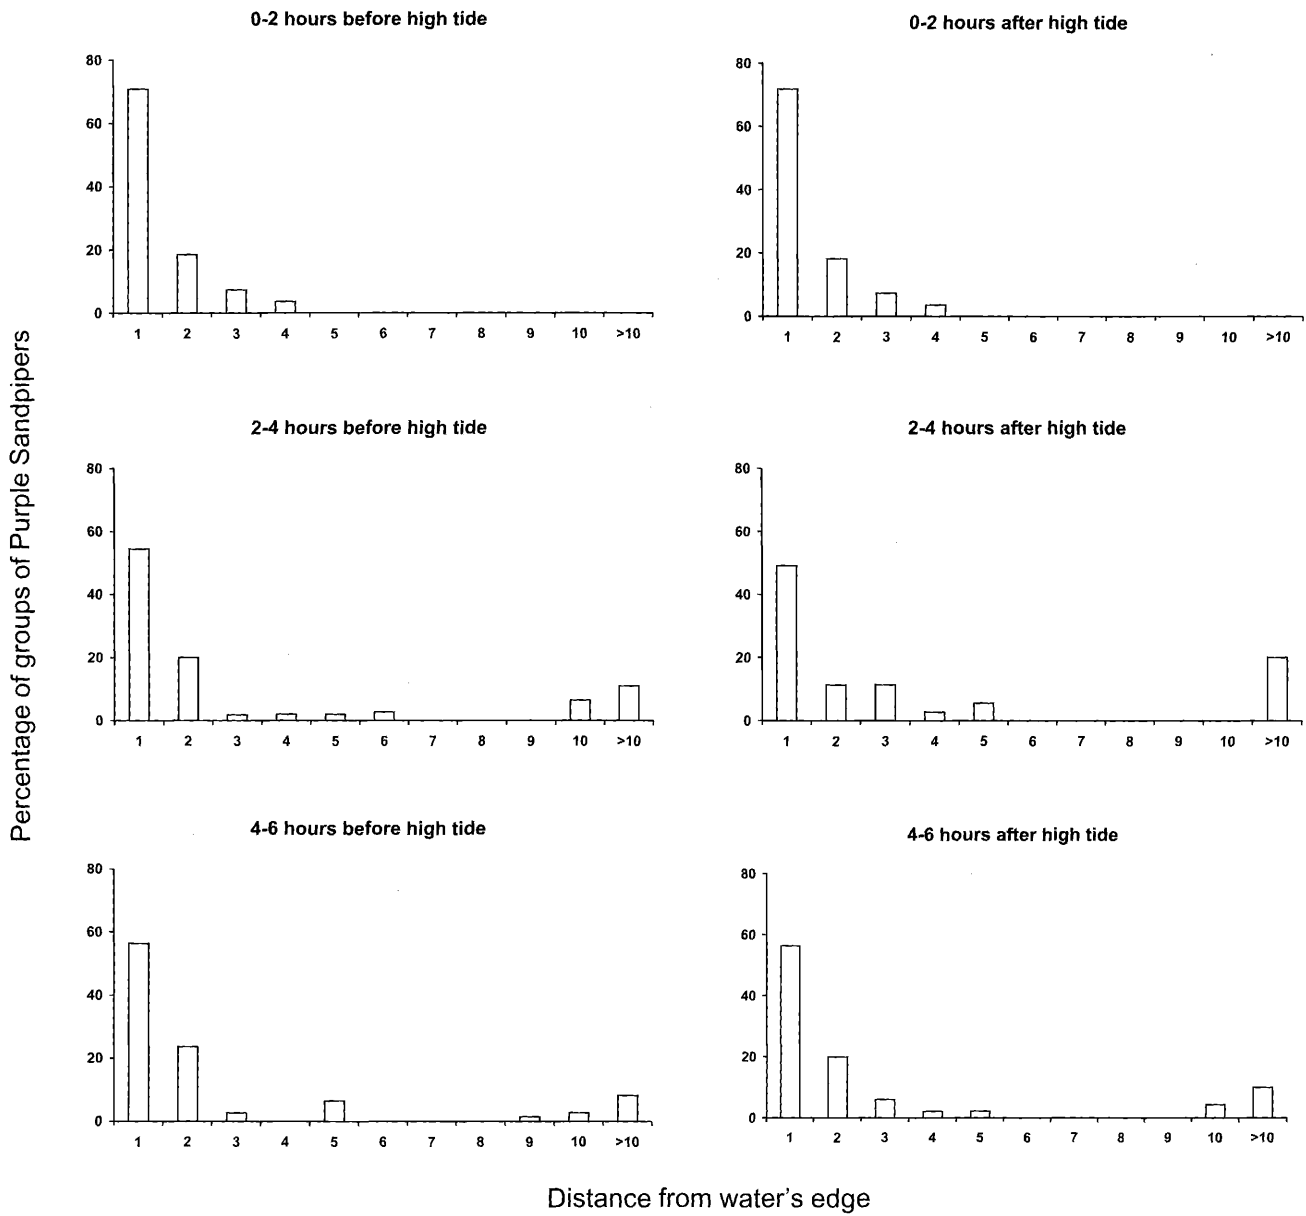 0-2 hours before high tide
80
60
40
20
0
1 2 3 4 5 6 7 8 9 10 >10
0-2 hours after high tide
80
60
40
20
0
1 2 3 4 5 6 7 8 9 10 >10
Percentage of groups of Purple Sandpipers
2-4 hours before high tide
80
60
40
20
0
1 2 3 4 5 6 7 8 9 10 >10
2-4 hours after high tide
80
60
40
20
0
1 2 3 4 5 6 7 8 9 10 >10
4-6 hours before high tide
80
60
40
20
0
1 2 3 4 5 6 7 8 9 10 >10
4-6 hours after high tide
80
60
40
20
0
1 2 3 4 5 6 7 8 9 10 >10
Distance from water's edge